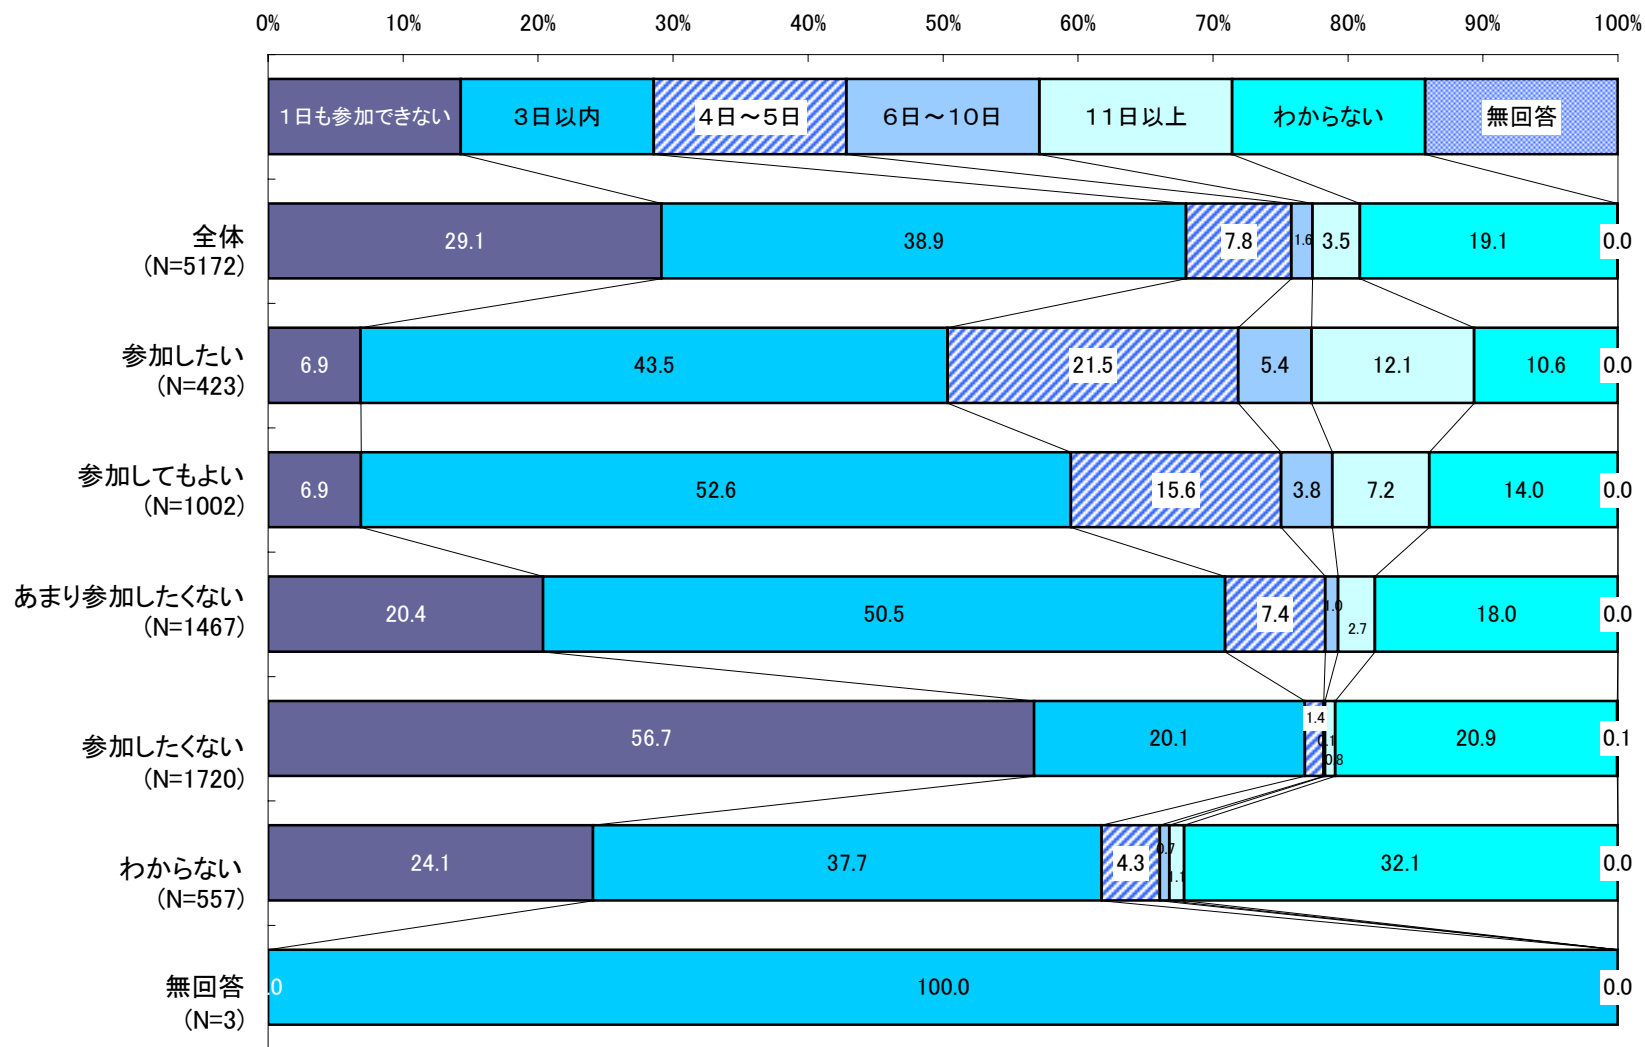 0% 10% 20% 30% 40% 50% 60% 70% 80% 90% 100%
1日も参加できない 3日以内 4日～5日 6日～10日 11日以上 わからない 無回答
全体
(N=5172)
29.1 38.9 7.8 1.6 3.5 19.1 0.0
参加したい
(N=423)
6.9 43.5 21.5 5.4 12.1 10.6 0.0
参加してもよい
(N=1002)
6.9 52.6 15.6 3.8 7.2 14.0 0.0
あまり参加したくない
(N=1467)
20.4 50.5 7.4 1.0 2.7 18.0 0.0
参加したくない
(N=1720)
56.7 20.1 1.4 0.1 0.8 20.9 0.1
わからない
(N=557)
24.1 37.7 4.3 0.7 1.1 32.1 0.0
無回答
(N=3)
.0 100.0 0.0